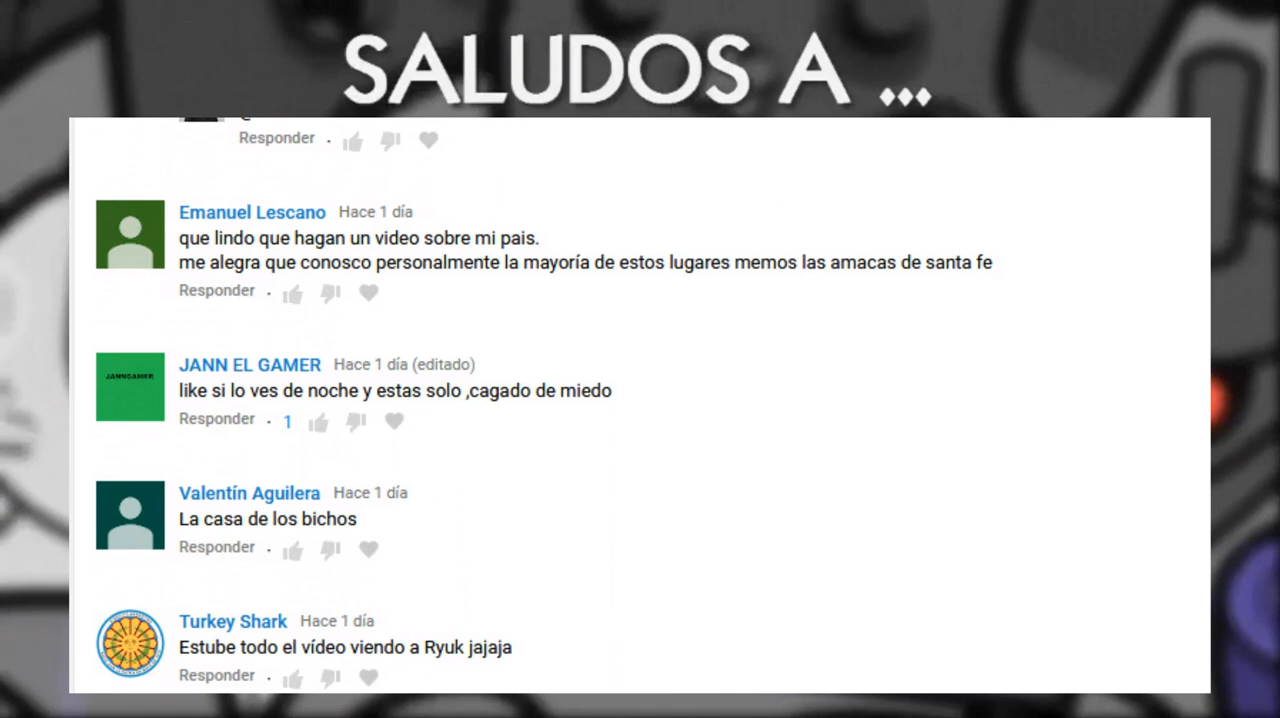 SALUDOS A ...
Responder .
Emanuel Lescano Hace 1 día
que lindo que hagan un video sobre mi pais.
me alegra que conosco personalmente la mayoría de estos lugares memos las amacas de santa fe
Responder .
JANNGAMER
JANN EL GAMER Hace 1 día (editado)
like si lo ves de noche y estas solo ,cagado de miedo
Responder . 1
Valentín Aguilera Hace 1 día
La casa de los bichos
Responder .
Turkey Shark Hace 1 día
Estube todo el vídeo viendo a Ryuk jajaja
Responder .